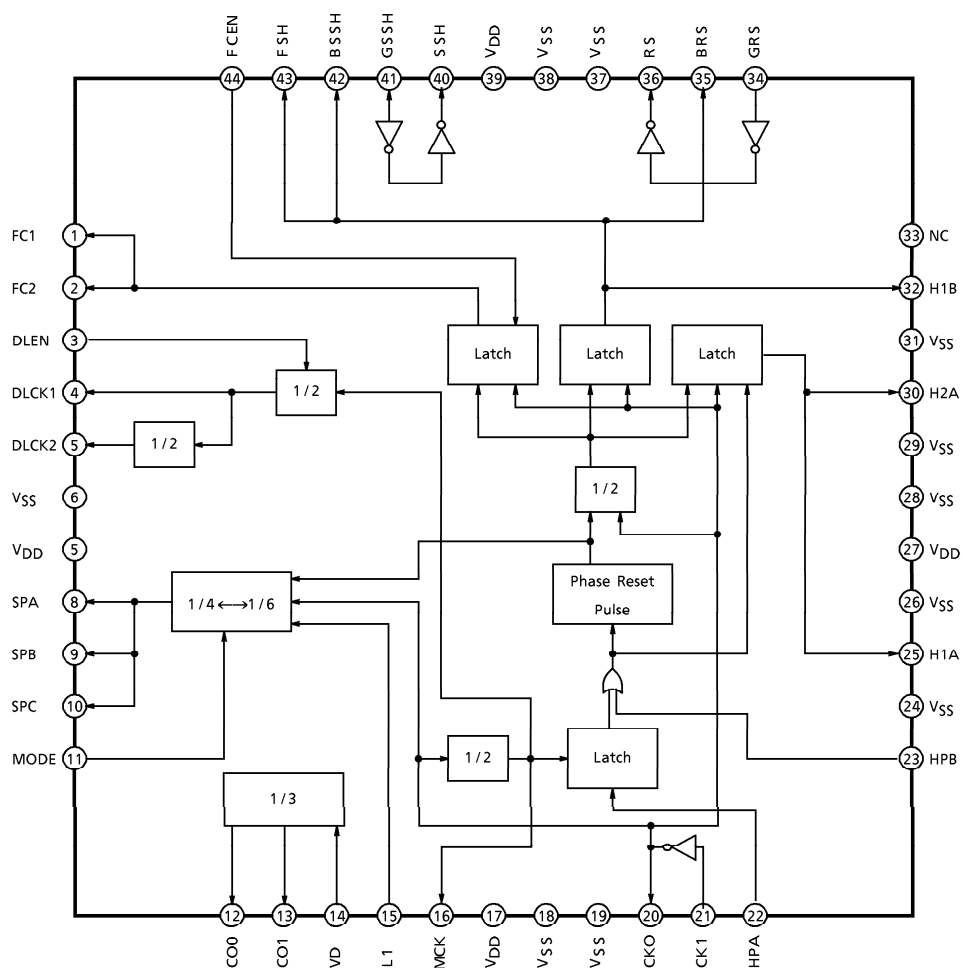 FCEN FSH BSSH GSSH SSH VDD VSS VSS RS BRS GRS
44 43 42 41 40 39 38 37 36 35 34
FC1 1
33 NC
FC2 2
32 H1B
DLEN 3
31 VSS
Latch
Latch
Latch
DLCK1 4
1/2
30 H2A
DLCK2 5
1/2
29 VSS
1/2
VSS 6
28 VSS
VDD 5
27 VDD
Phase Reset
Pulse
SPA 8
1/4 ←→ 1/6
26 VSS
SPB 9
25 H1A
SPC 10
24 VSS
MODE 11
1/2
Latch
23 HPB
1/3
12 13 14 15 16 17 18 19 20 21 22
CO0 CO1 VD L1 MCK VDD VSS VSS CKO CK1 HPA